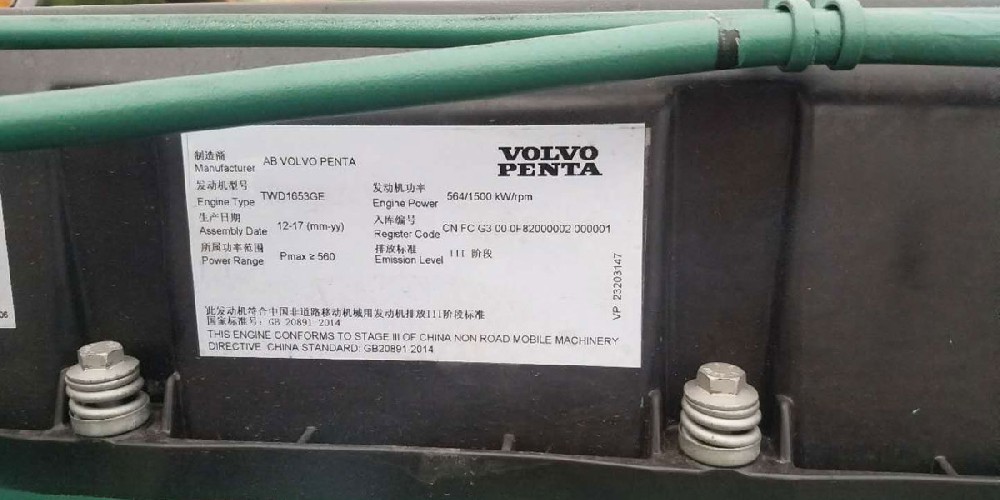 制造商
Manufacturer AB VOLVO PENTA
VOLVO
PENTA
发动机型号
Engine Type TWD1653GE
发动机功率
Engine Power 564/1500 kW/rpm
生产日期
Assembly Date 12-17 (mm-yy)
入库编号
Register Code CN FC G3 00 0F82000002 000001
所属功率范围
Power Range Pmax ≥ 560
排放标准
Emission Level III 阶段
VP 23203147
此发动机符合中国非道路移动机械用发动机排放III阶段标准
国家标准号: GB 20891-2014
THIS ENGINE CONFORMS TO STAGE III OF CHINA NON ROAD MOBILE MACHINERY
DIRECTIVE. CHINA STANDARD: GB20891-2014
06